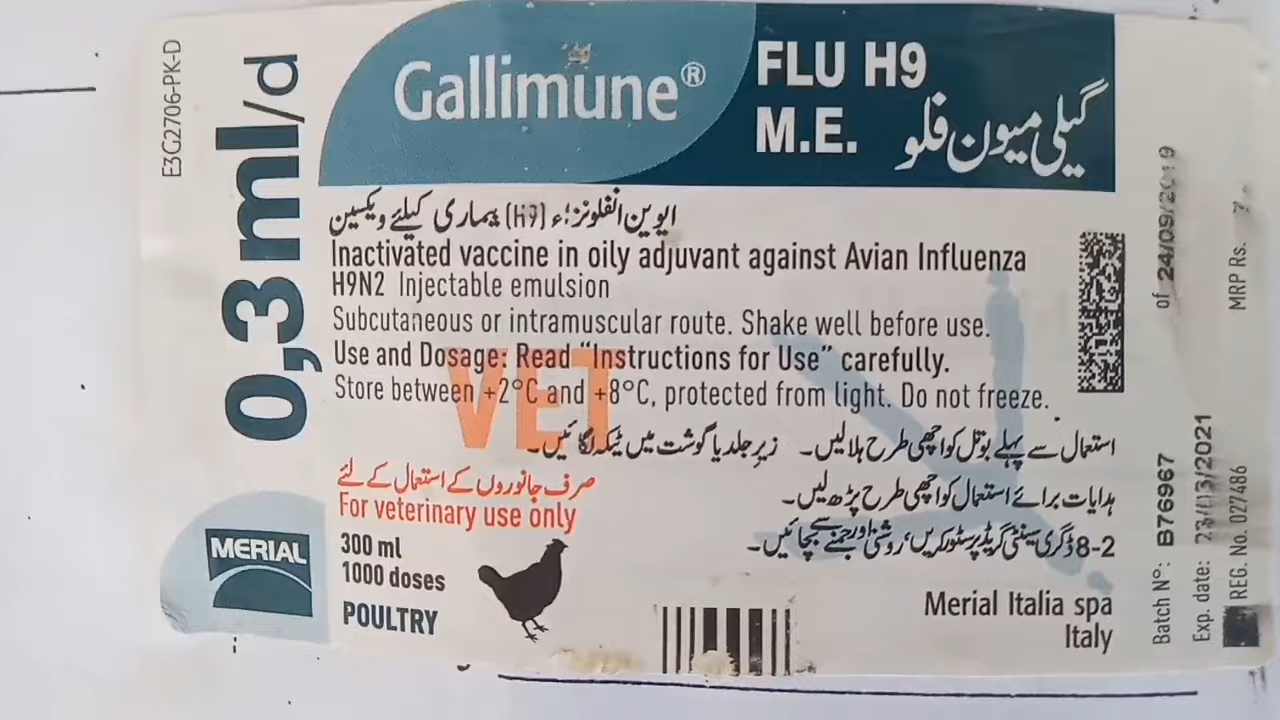 E3G2706-PK-D
0,3ml/d
Gallimune®
FLU H9
M.E.
گیلی میون فلو
ایوین انفلونزاء (H9) بیماری کیلئے ویکسین
Inactivated vaccine in oily adjuvant against Avian Influenza
H9N2 Injectable emulsion
Subcutaneous or intramuscular route. Shake well before use.
Use and Dosage: Read “Instructions for Use” carefully.
Store between +2°C and +8°C, protected from light. Do not freeze.
VET
استعمال سے پہلے بوتل کو اچھی طرح ہلالیں۔ زیرِ جلد یا گوشت میں ٹیکہ لگائیں۔
ہدایات برائے استعمال کو اچھی طرح پڑھ لیں۔
8-2 ڈگری سینٹی گریڈ پر سٹور کریں، روشنی اور جمنے سے بچائیں۔
صرف جانوروں کے استعمال کے لئے
For veterinary use only
MERIAL
300 ml
1000 doses
POULTRY
Merial Italia spa
Italy
Batch N°: B76967 of 24/09/2019
Exp. date: 23/03/2021
REG. No. 027486 MRP Rs.